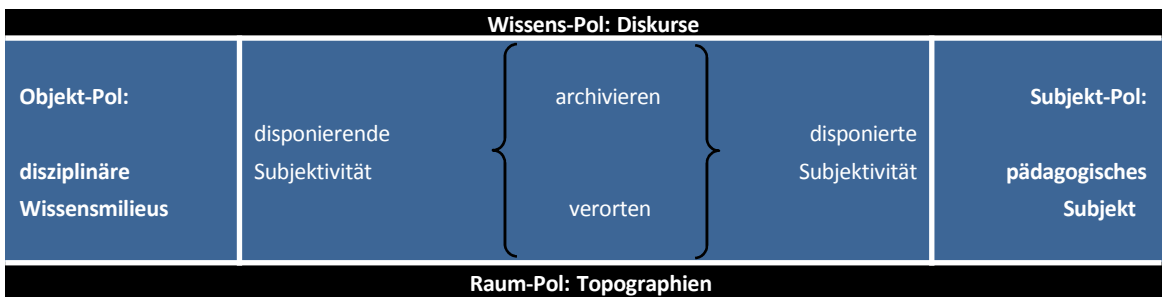 Wissens-Pol: Diskurse
Objekt-Pol:
disziplinäre
Wissensmilieus
disponierende
Subjektivität
archivieren
verorten
disponierte
Subjektivität
Subjekt-Pol:
pädagogisches
Subjekt
Raum-Pol: Topographien